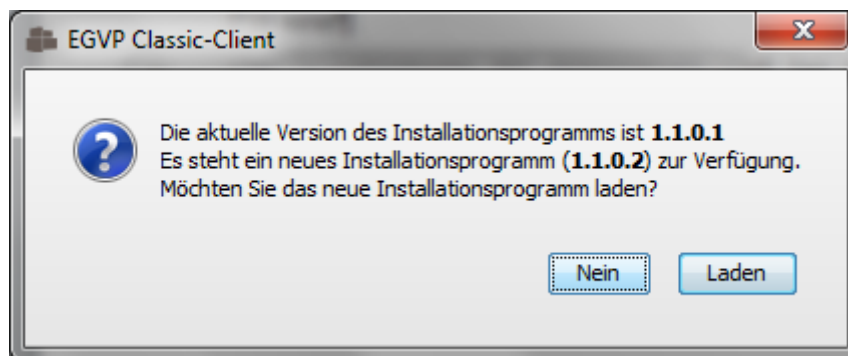 EGVP Classic-Client
Die aktuelle Version des Installationsprogramms ist 1.1.0.1
Es steht ein neues Installationsprogramm (1.1.0.2) zur Verfügung.
Möchten Sie das neue Installationsprogramm laden?
Nein Laden